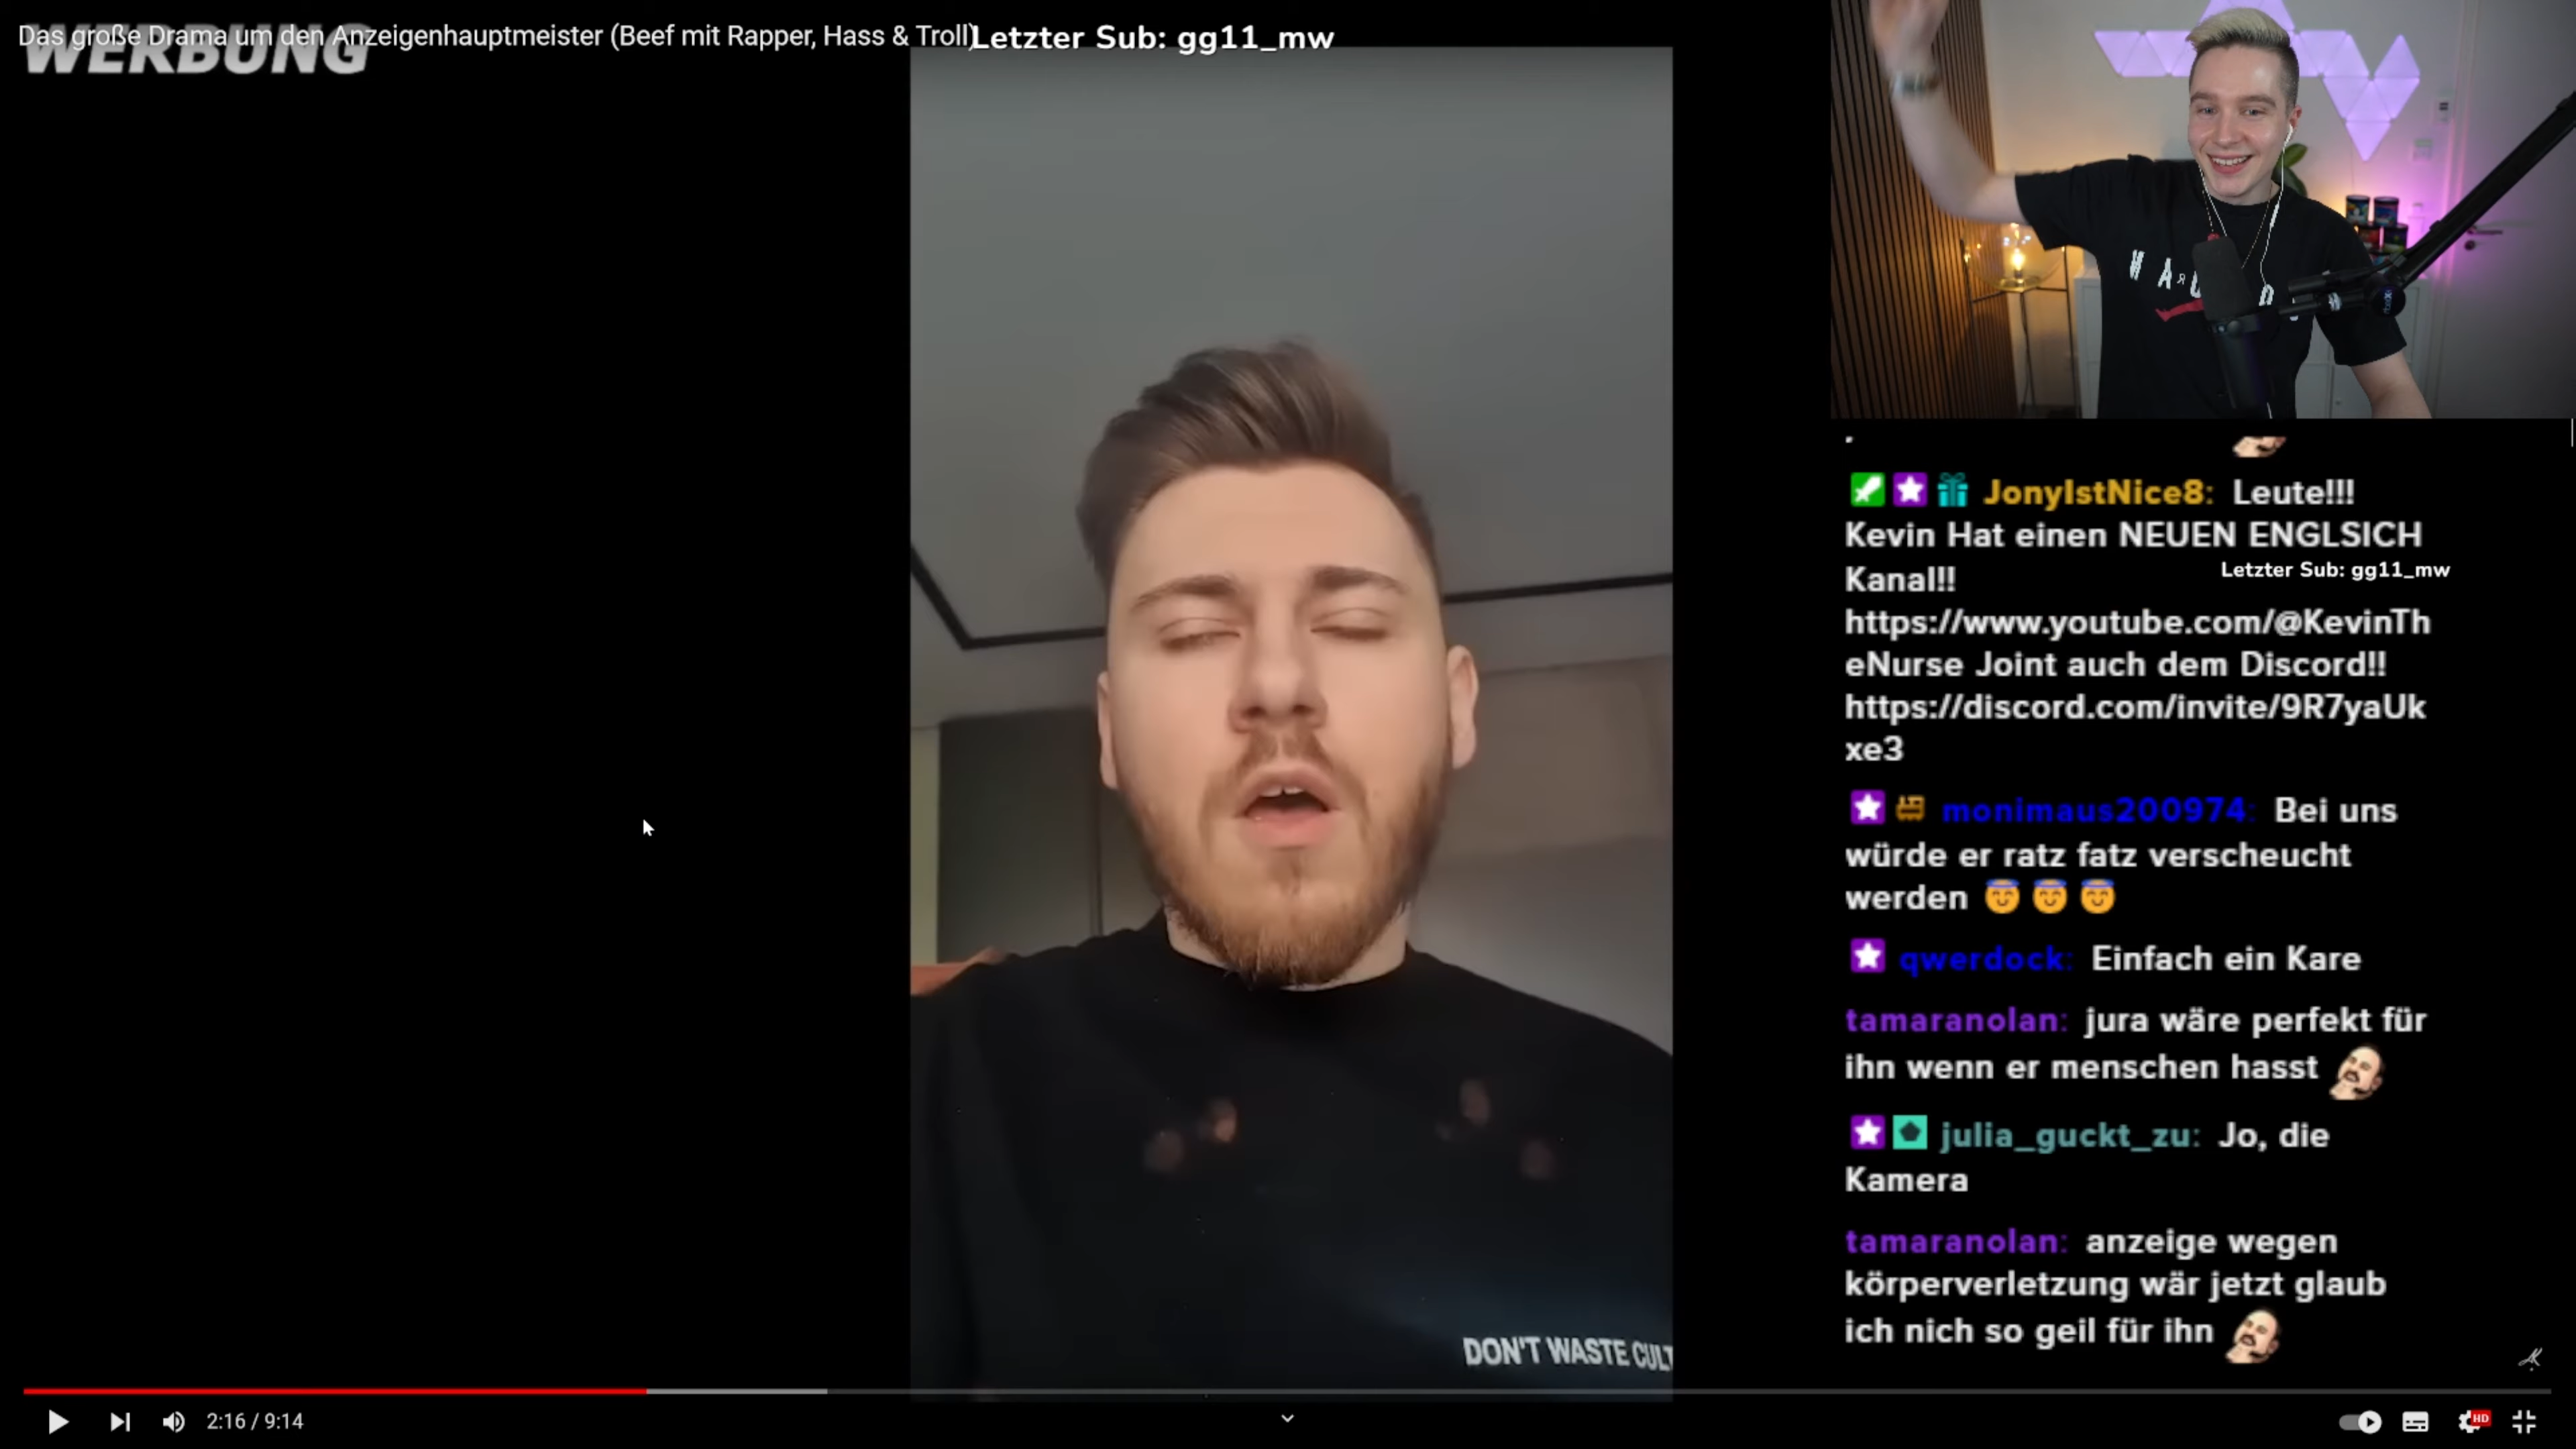 Das große Drama um den Anzeigenhauptmeister (Beef mit Rapper, Hass & Troll)
WERBUNG
Letzter Sub: gg11_mw
DON'T WASTE CULT
JonyIstNice8: Leute!!!
Kevin Hat einen NEUEN ENGLSICH
Kanal!!
Letzter Sub: gg11_mw
https://www.youtube.com/@KevinTh
eNurse Joint auch dem Discord!!
https://discord.com/invite/9R7yaUk
xe3
monimaus200974: Bei uns
würde er ratz fatz verscheucht
werden 😇 😇 😇
qwerdock: Einfach ein Kare
tamaranolan: jura wäre perfekt für
ihn wenn er menschen hasst
julia_guckt_zu: Jo, die
Kamera
tamaranolan: anzeige wegen
körperverletzung wär jetzt glaub
ich nich so geil für ihn
2:16 / 9:14
HD